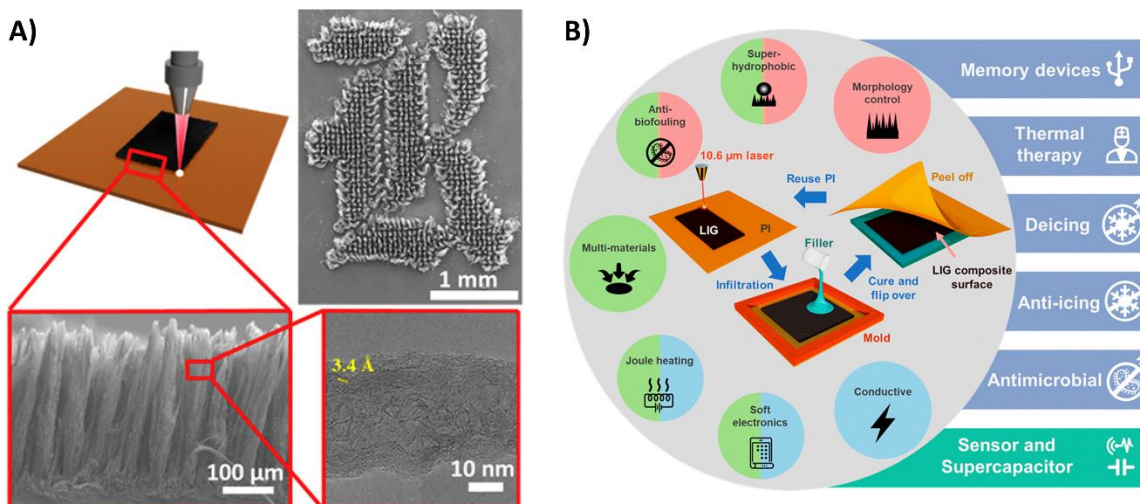 A)
1 mm
100 μm
3.4 Å
10 nm
B)
Super-
hydrophobic
Morphology
control
Anti-
biofouling
10.6 μm laser
Reuse PI
Peel off
LIG
PI
Multi-materials
Filler
Infiltration
Cure and
flip over
LIG composite
surface
Mold
Joule heating
Soft
electronics
Conductive
Memory devices
Thermal
therapy
Deicing
Anti-icing
Antimicrobial
Sensor and
Supercapacitor